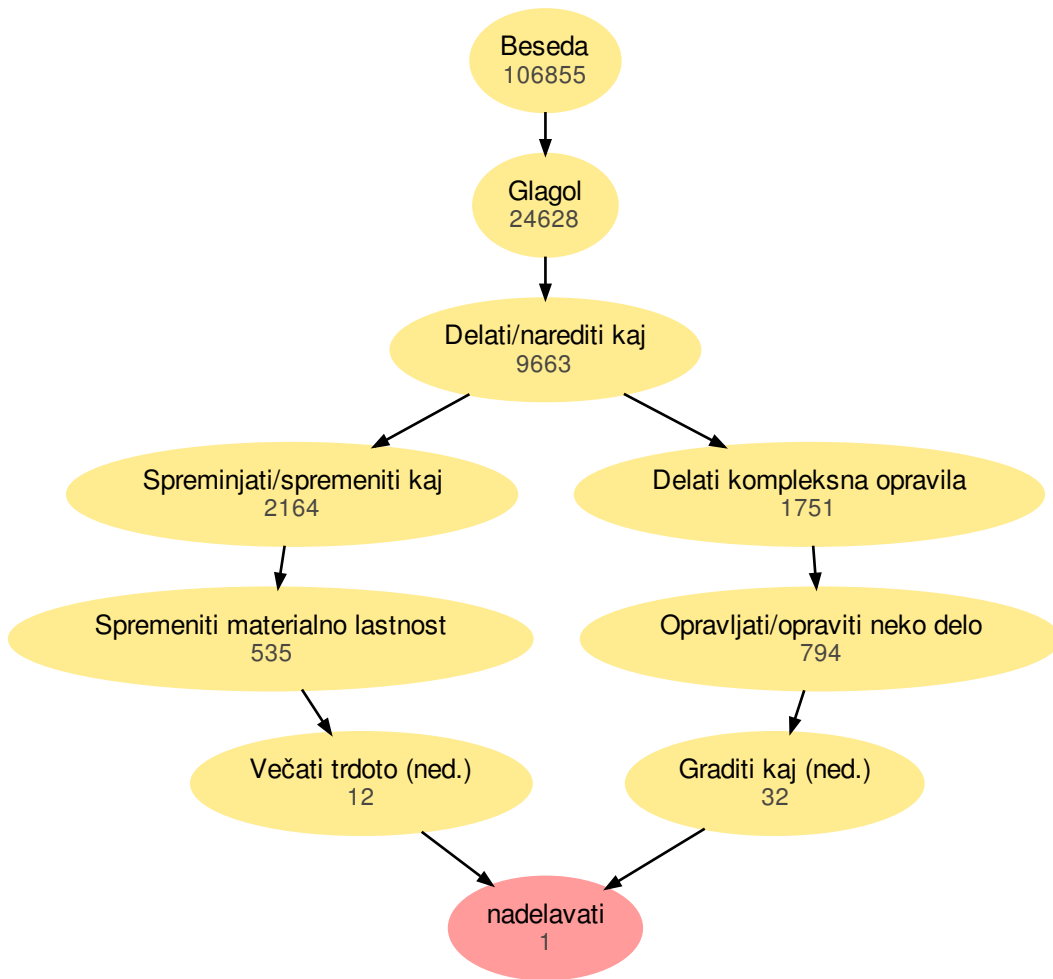 Beseda
106855
Glagol
24628
Delati/narediti kaj
9663
Spreminjati/spremeniti kaj
2164
Delati kompleksna opravila
1751
Spremeniti materialno lastnost
535
Opravljati/opraviti neko delo
794
Večati trdoto (ned.)
12
Graditi kaj (ned.)
32
nadelavati
1